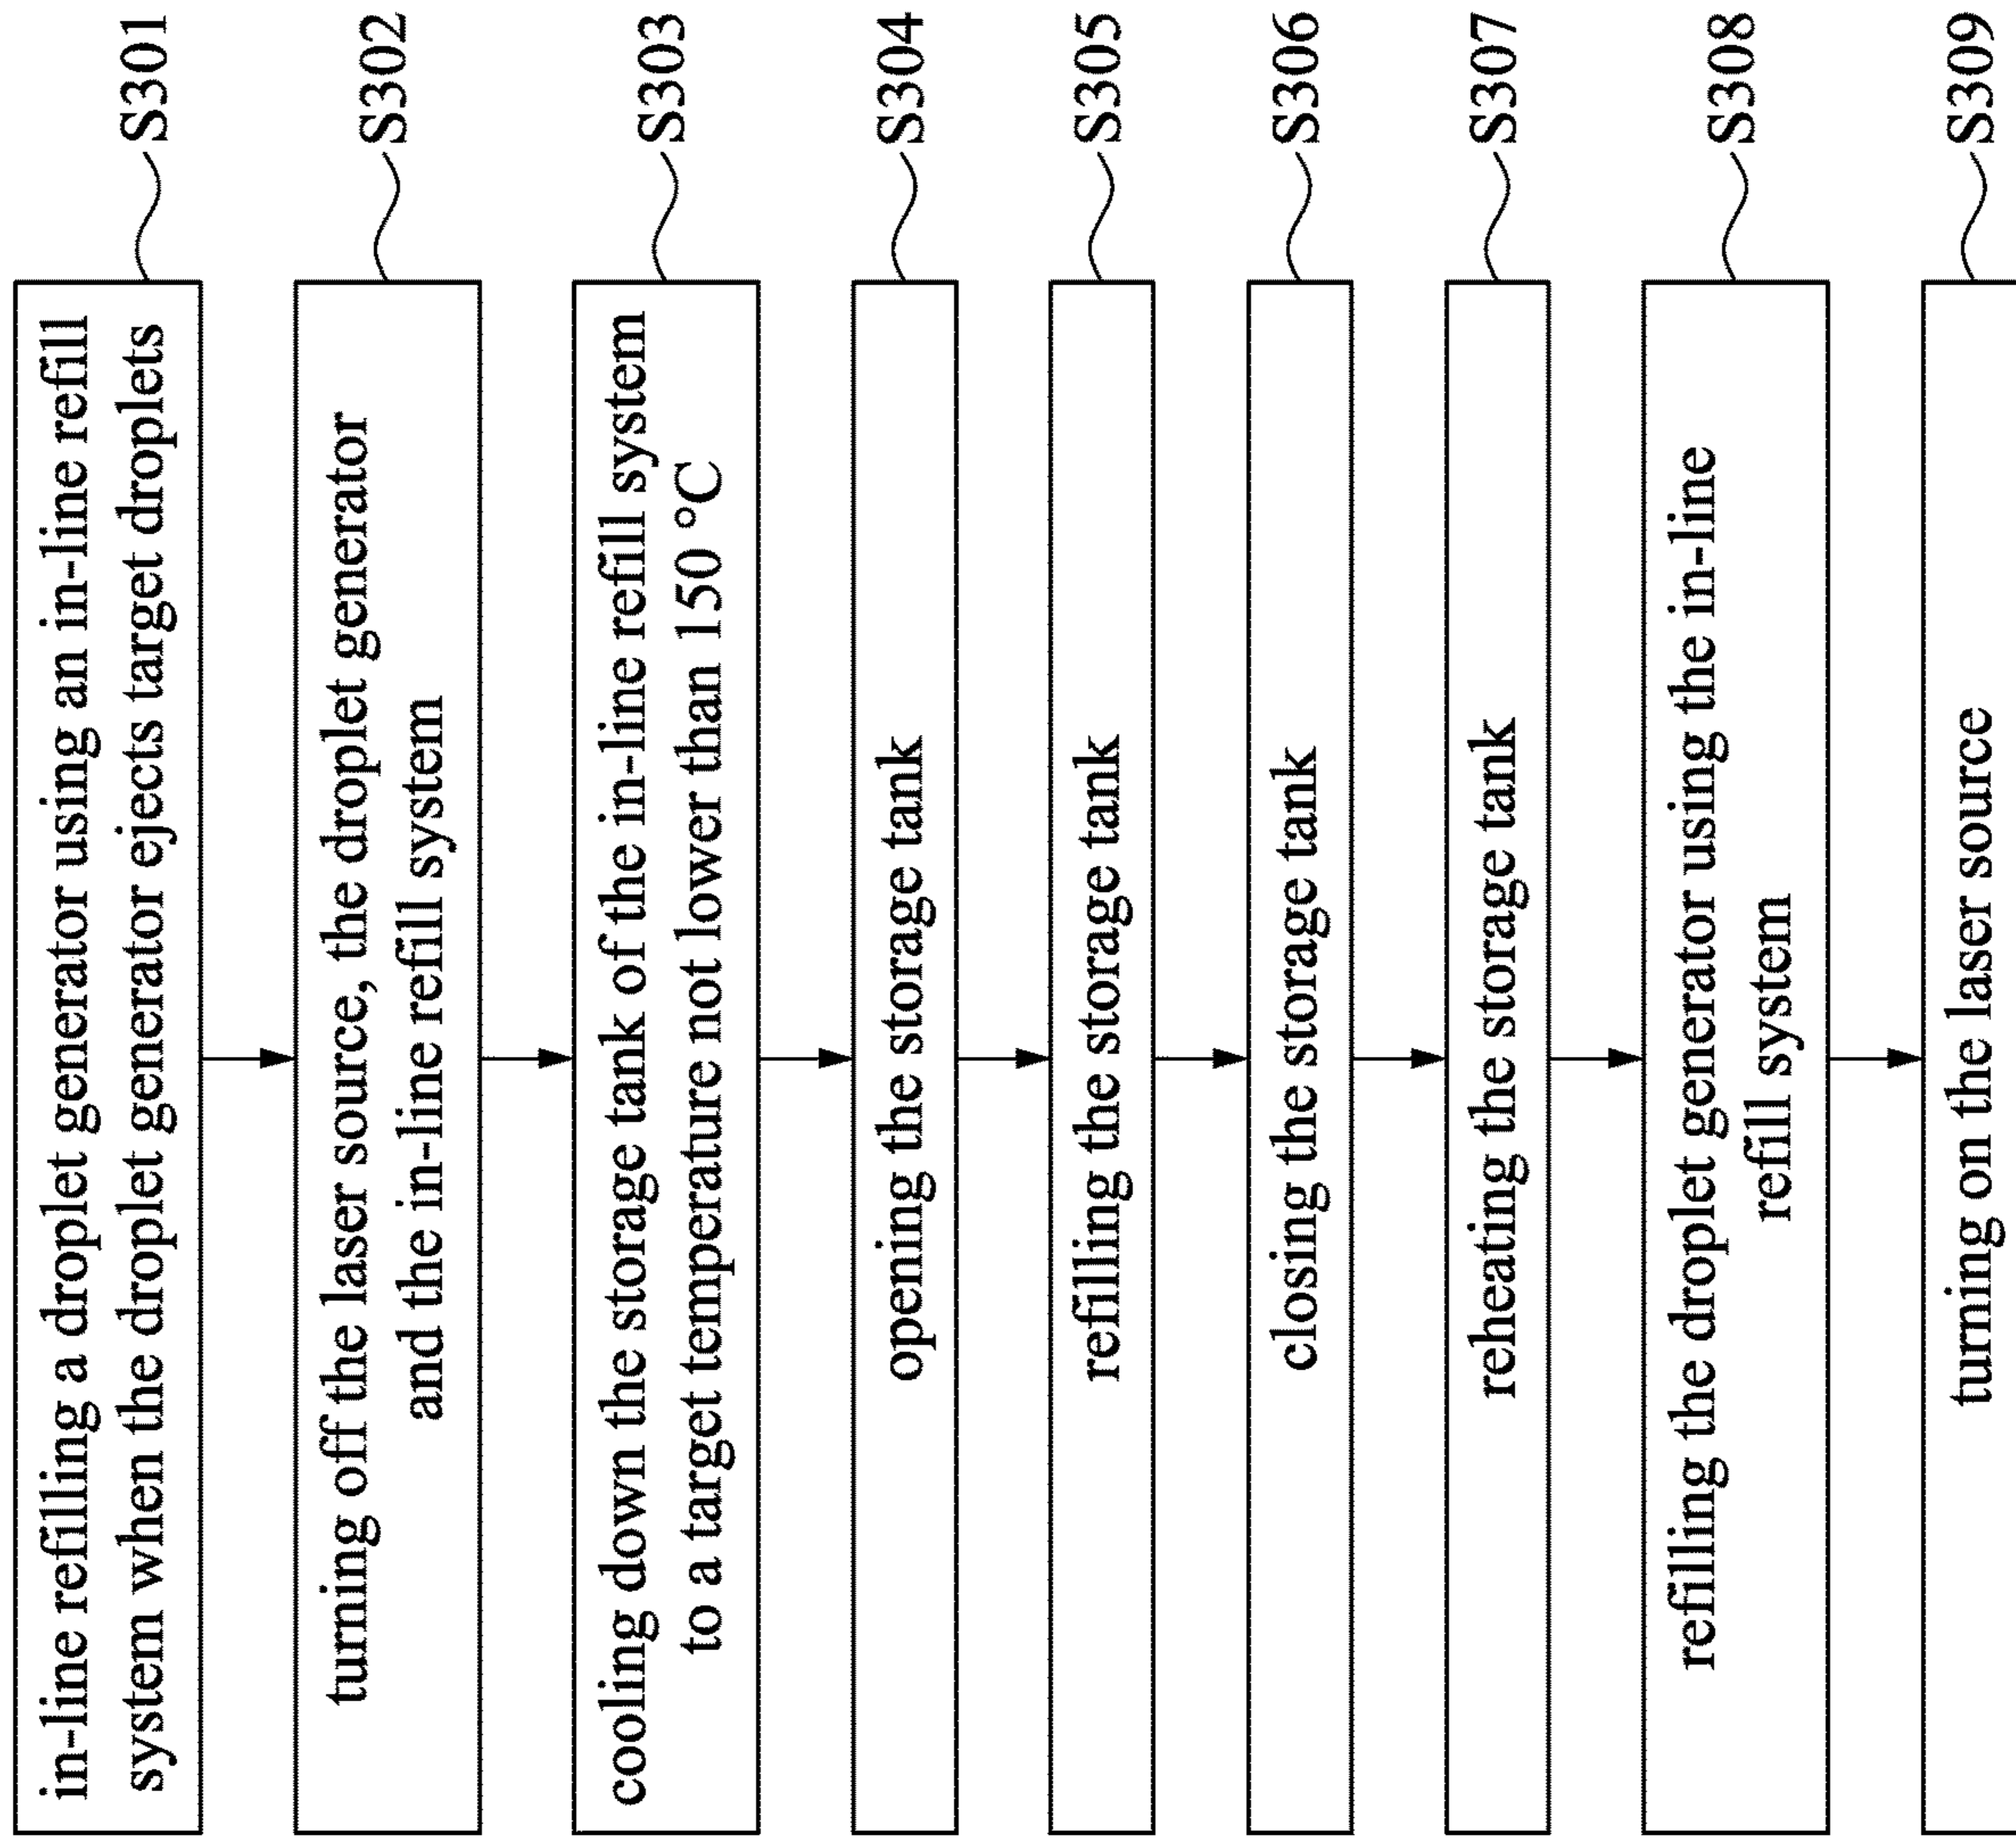 in-line refilling a droplet generator using an in-line refill
system when the droplet generator ejects target droplets
S301
turning off the laser source, the droplet generator
and the in-line refill system
S302
cooling down the storage tank of the in-line refill system
to a target temperature not lower than 150 °C
S303
opening the storage tank
S304
refilling the storage tank
S305
closing the storage tank
S306
reheating the storage tank
S307
refilling the droplet generator using the in-line
refill system
S308
turning on the laser source
S309